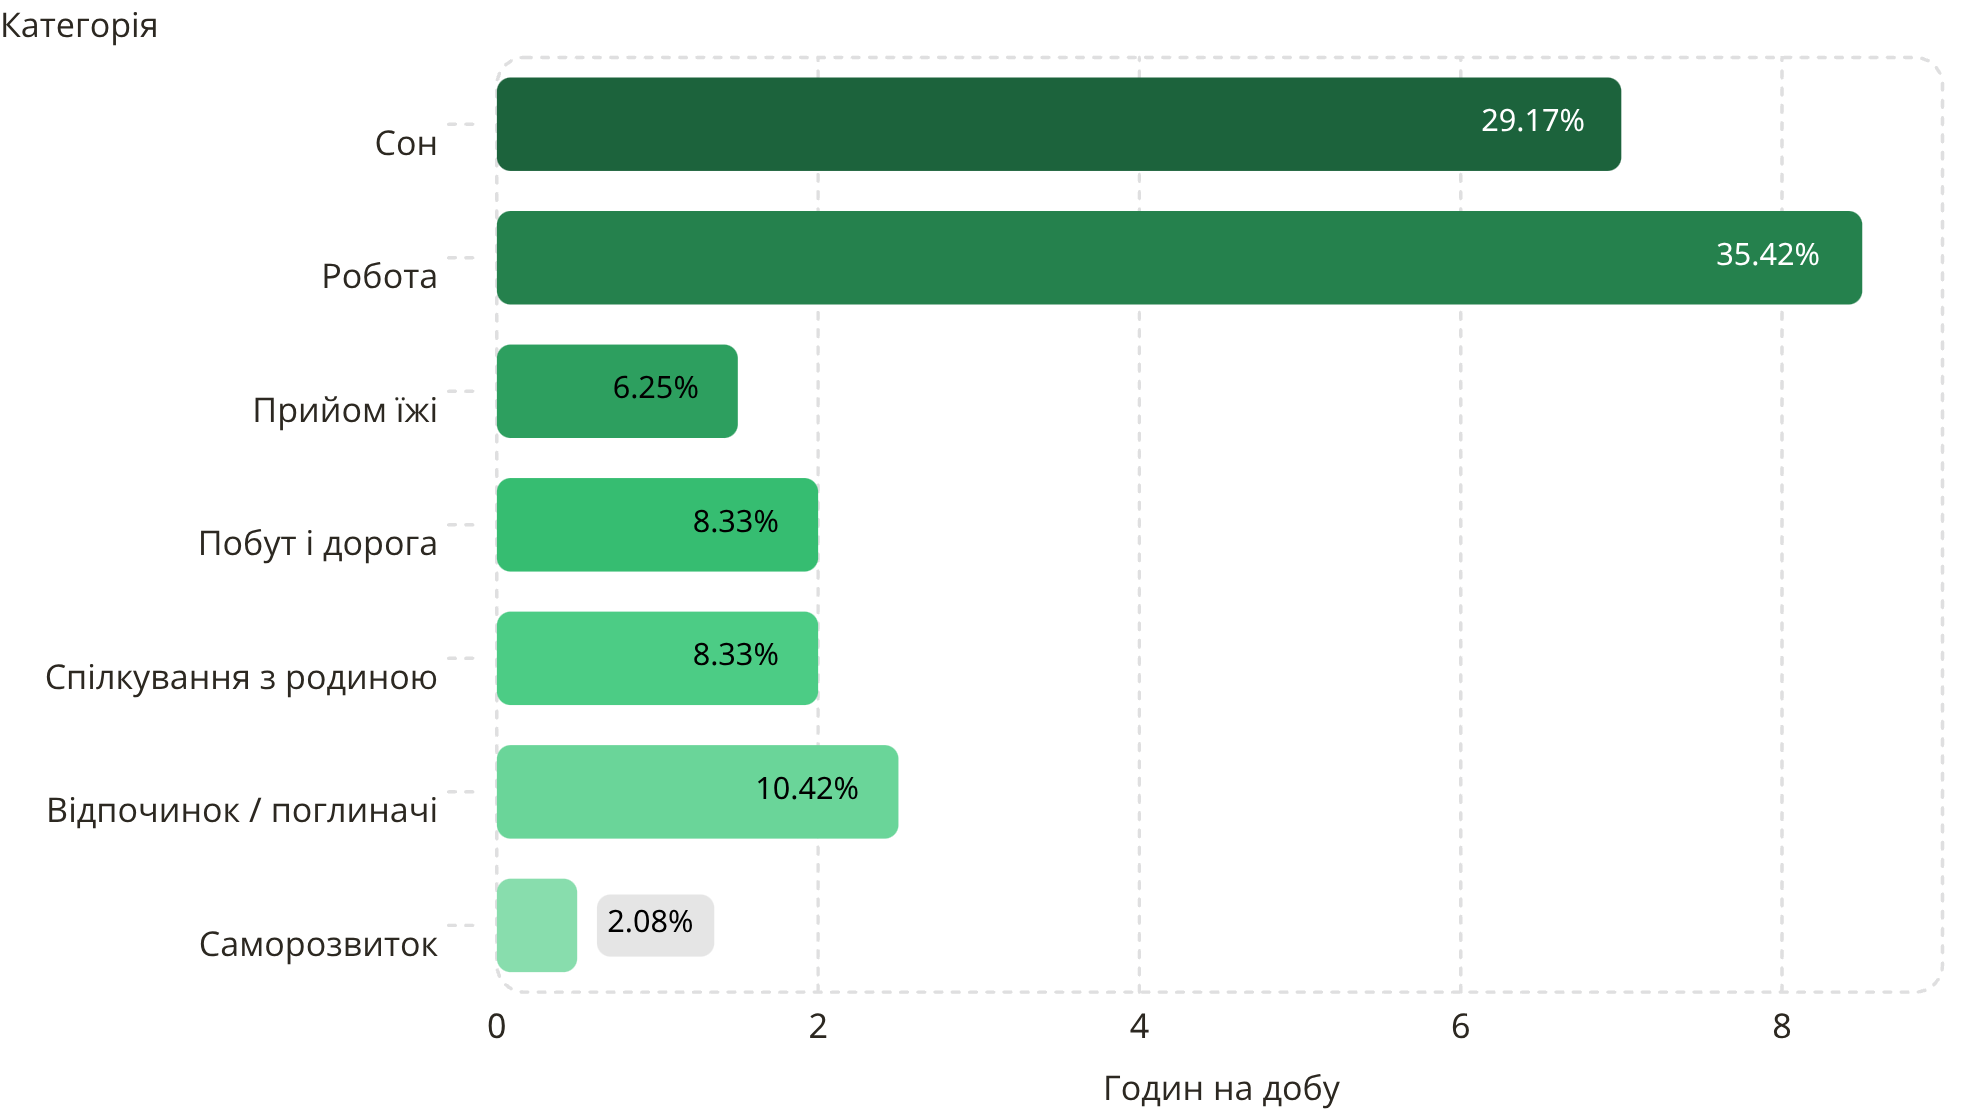 Категорія
Сон
29.17%
Робота
35.42%
Прийом їжі
6.25%
Побут і дорога
8.33%
Спілкування з родиною
8.33%
Відпочинок / поглиначі
10.42%
Саморозвиток
2.08%
0 2 4 6 8
Годин на добу